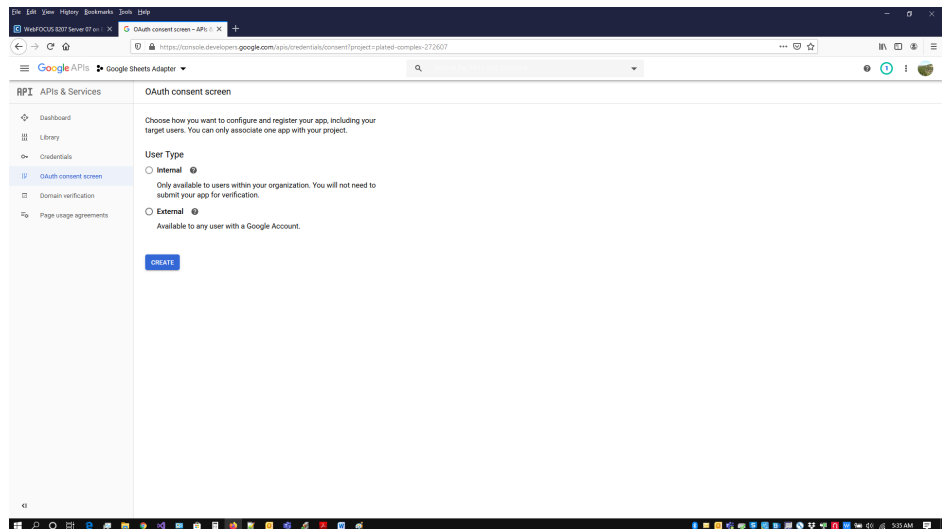 File Edit View History Bookmarks Tools Help
WebFOCUS 8207 Server 07 on
OAuth consent screen – APIs &
https://console.developers.google.com/apis/credentials/consent?project=plated-complex-272607
Google APIs Google Sheets Adapter
1
API APIs & Services
OAuth consent screen
Dashboard
Library
Credentials
OAuth consent screen
Domain verification
Page usage agreements
Choose how you want to configure and register your app, including your
target users. You can only associate one app with your project.
User Type
Internal
Only available to users within your organization. You will not need to
submit your app for verification.
External
Available to any user with a Google Account.
CREATE
5:35 AM